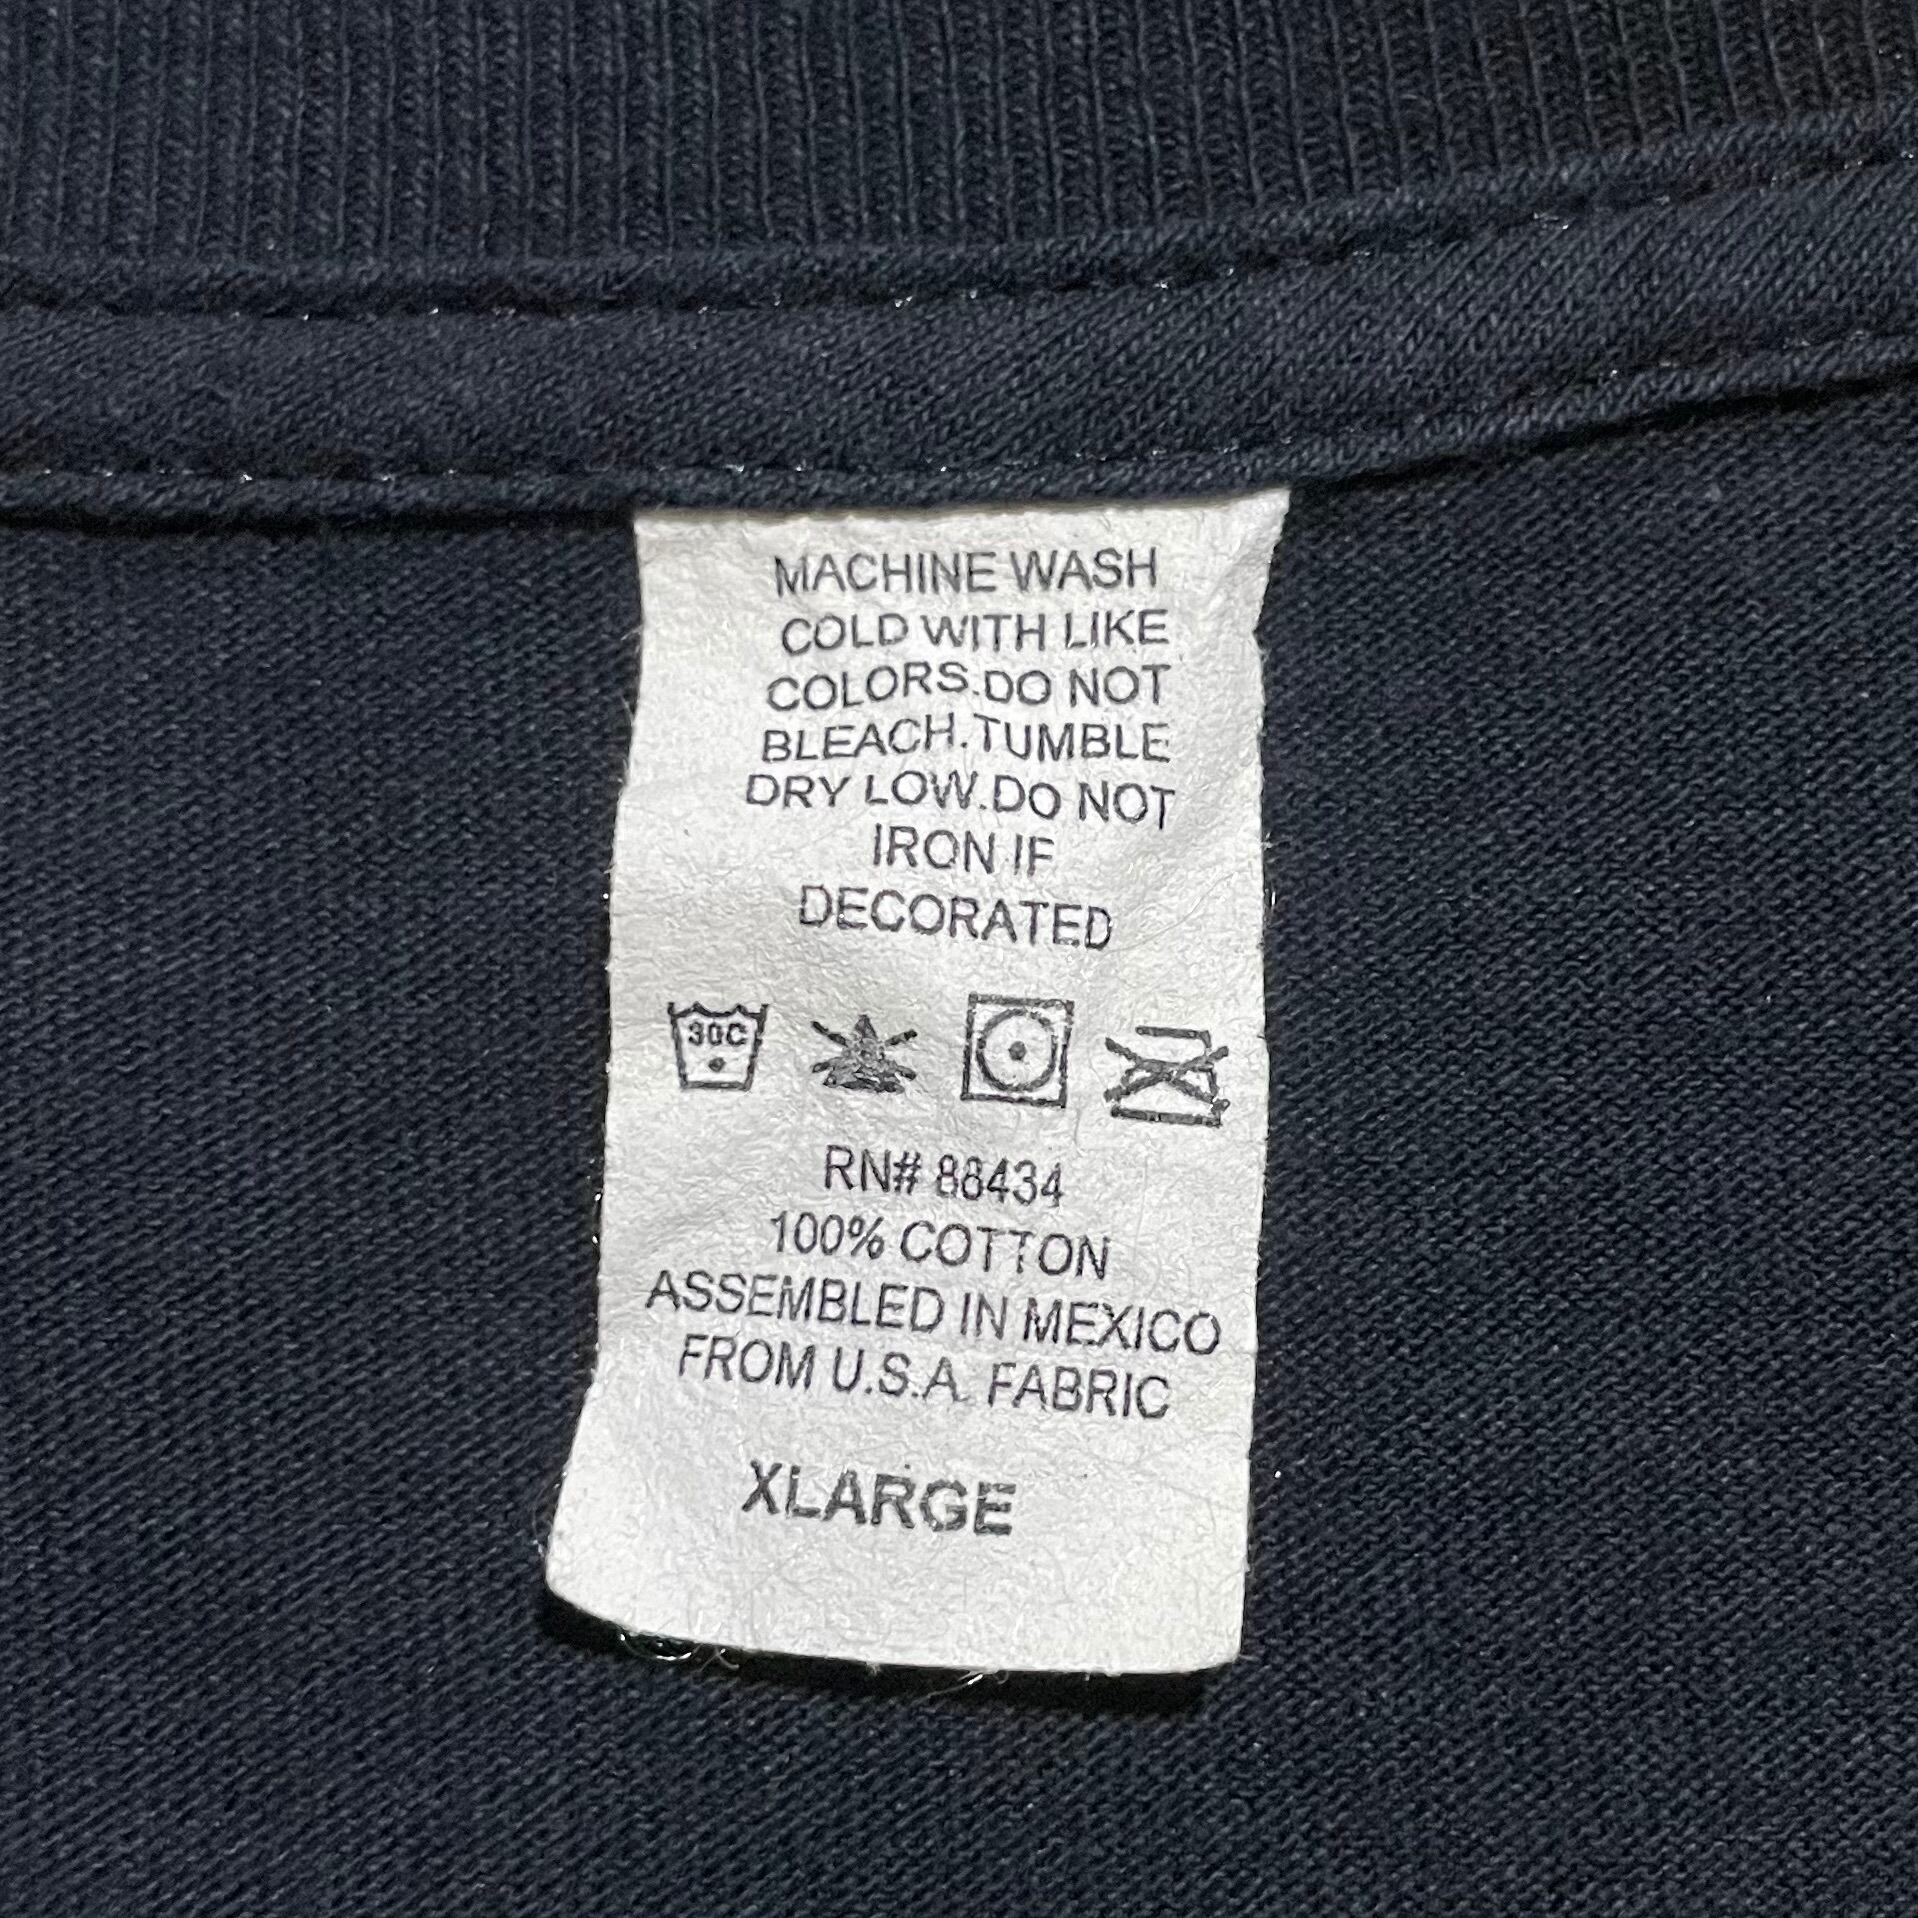 MACHINE WASH
COLD WITH LIKE
COLORS.DO NOT
BLEACH.TUMBLE
DRY LOW.DO NOT
IRON IF
DECORATED
30C
RN# 88434
100% COTTON
ASSEMBLED IN MEXICO
FROM U.S.A. FABRIC
XLARGE